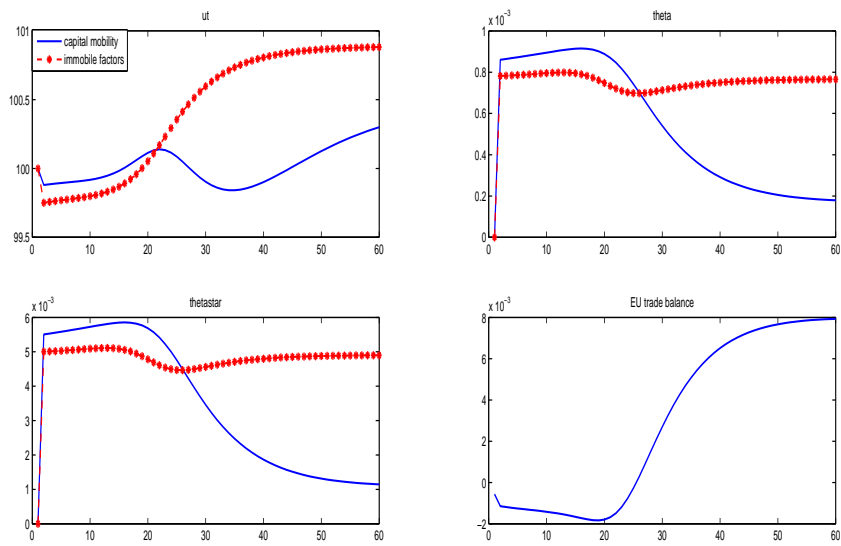 ut
101
100.5
100
99.5
0 10 20 30 40 50 60
capital mobility
immobile factors
theta
x 10⁻³
1
0.8
0.6
0.4
0.2
0
0 10 20 30 40 50 60
thetastar
x 10⁻³
6
5
4
3
2
1
0
0 10 20 30 40 50 60
EU trade balance
x 10⁻³
8
6
4
2
0
−2
0 10 20 30 40 50 60